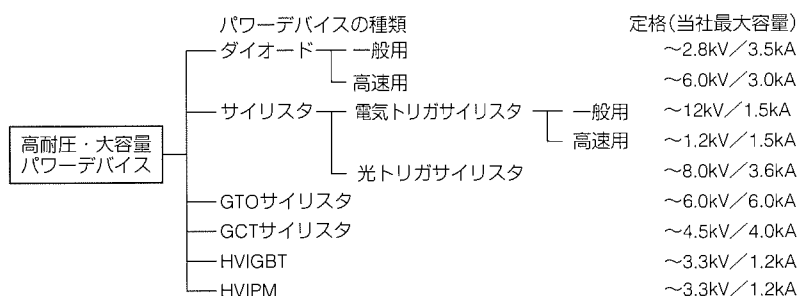 パワーデバイスの種類 定格(当社最大容量)
ダイオード 一般用 ～2.8kV／3.5kA
高速用 ～6.0kV／3.0kA
サイリスタ 電気トリガサイリスタ 一般用 ～12kV／1.5kA
高速用 ～1.2kV／1.5kA
高耐圧・大容量
パワーデバイス
光トリガサイリスタ ～8.0kV／3.6kA
GTOサイリスタ ～6.0kV／6.0kA
GCTサイリスタ ～4.5kV／4.0kA
HVIGBT ～3.3kV／1.2kA
HVIPM ～3.3kV／1.2kA